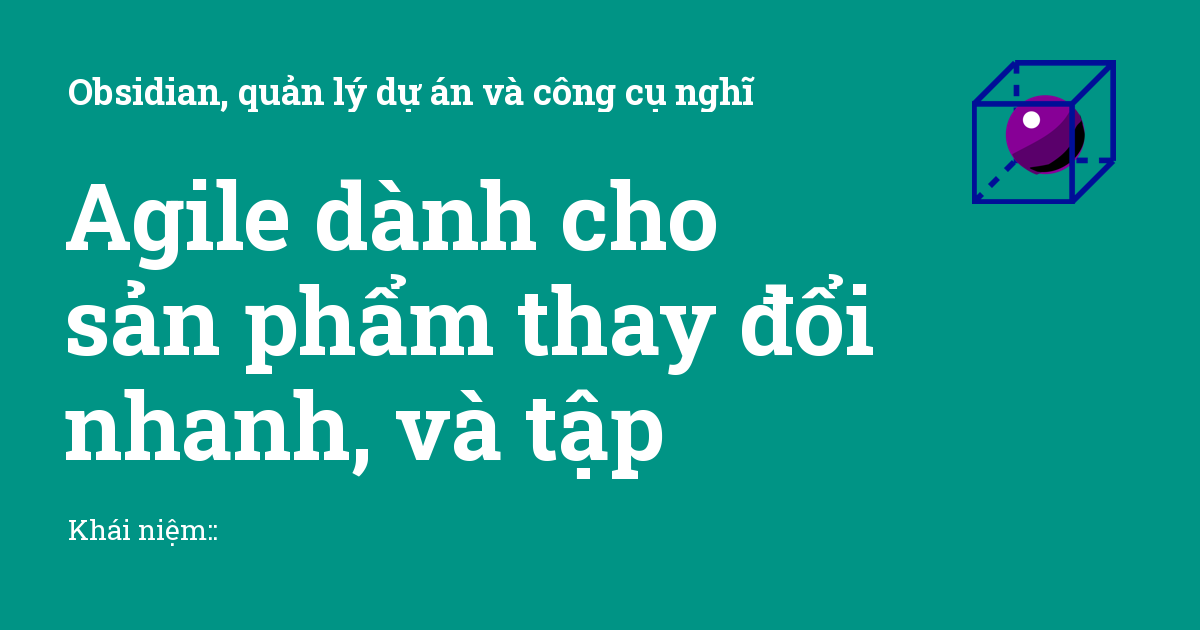 Obsidian, quản lý dự án và công cụ nghĩ
Agile dành cho
sản phẩm thay đổi
nhanh, và tập
Khái niệm::